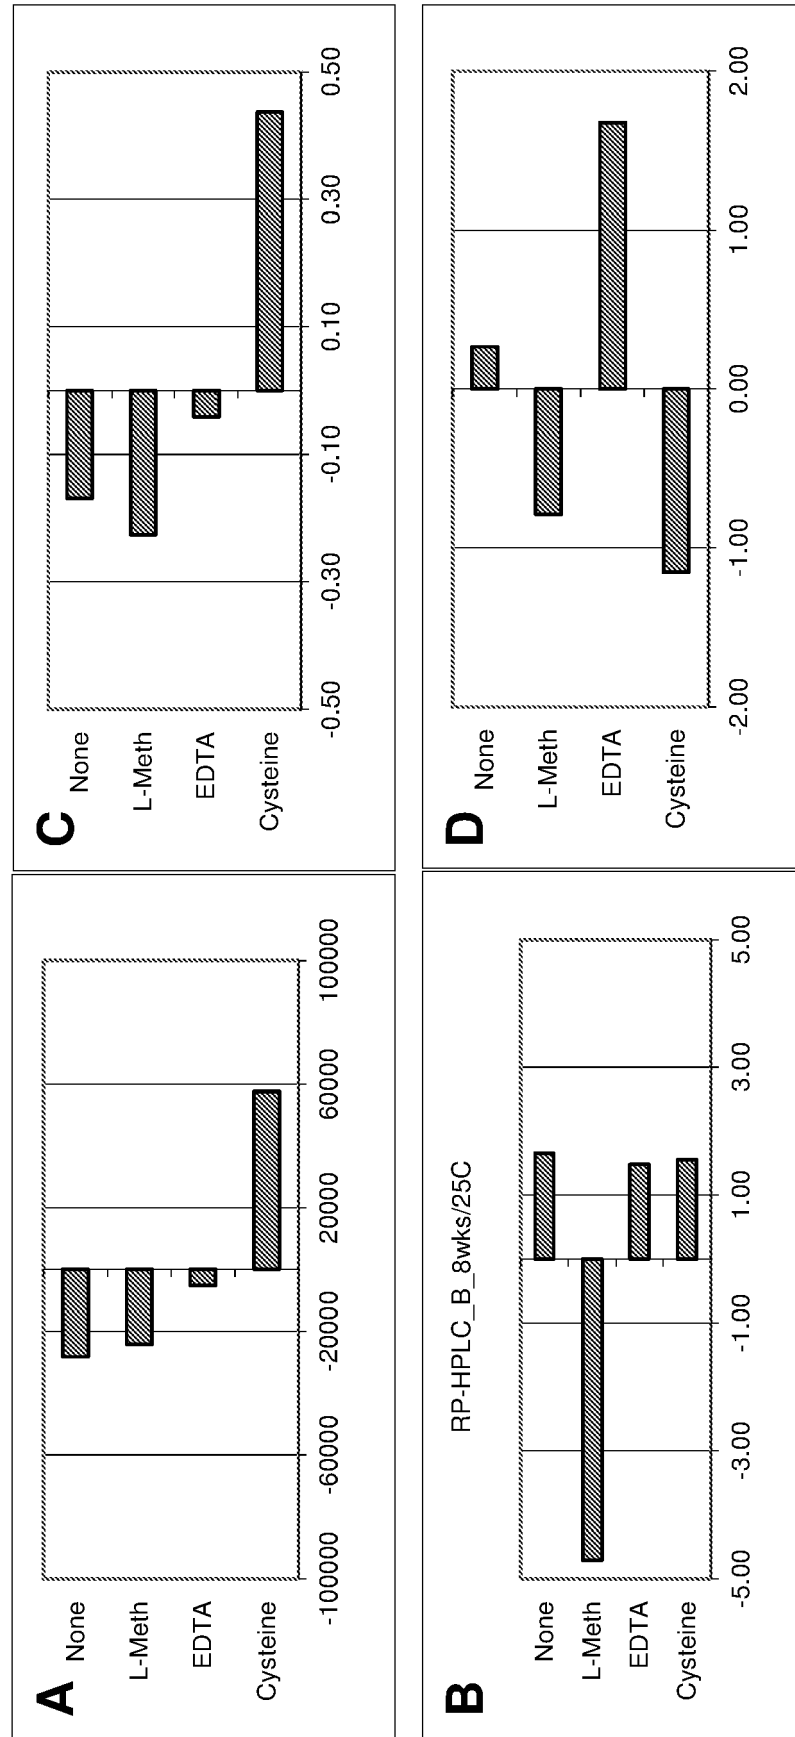 A
None
L-Meth
EDTA
Cysteine
-100000
-60000
-20000
20000
60000
100000
C
None
L-Meth
EDTA
Cysteine
-0.50
-0.30
-0.10
0.10
0.30
0.50
B
RP-HPLC_B_8wks/25C
None
L-Meth
EDTA
Cysteine
-5.00
-3.00
-1.00
1.00
3.00
5.00
D
None
L-Meth
EDTA
Cysteine
-2.00
-1.00
0.00
1.00
2.00